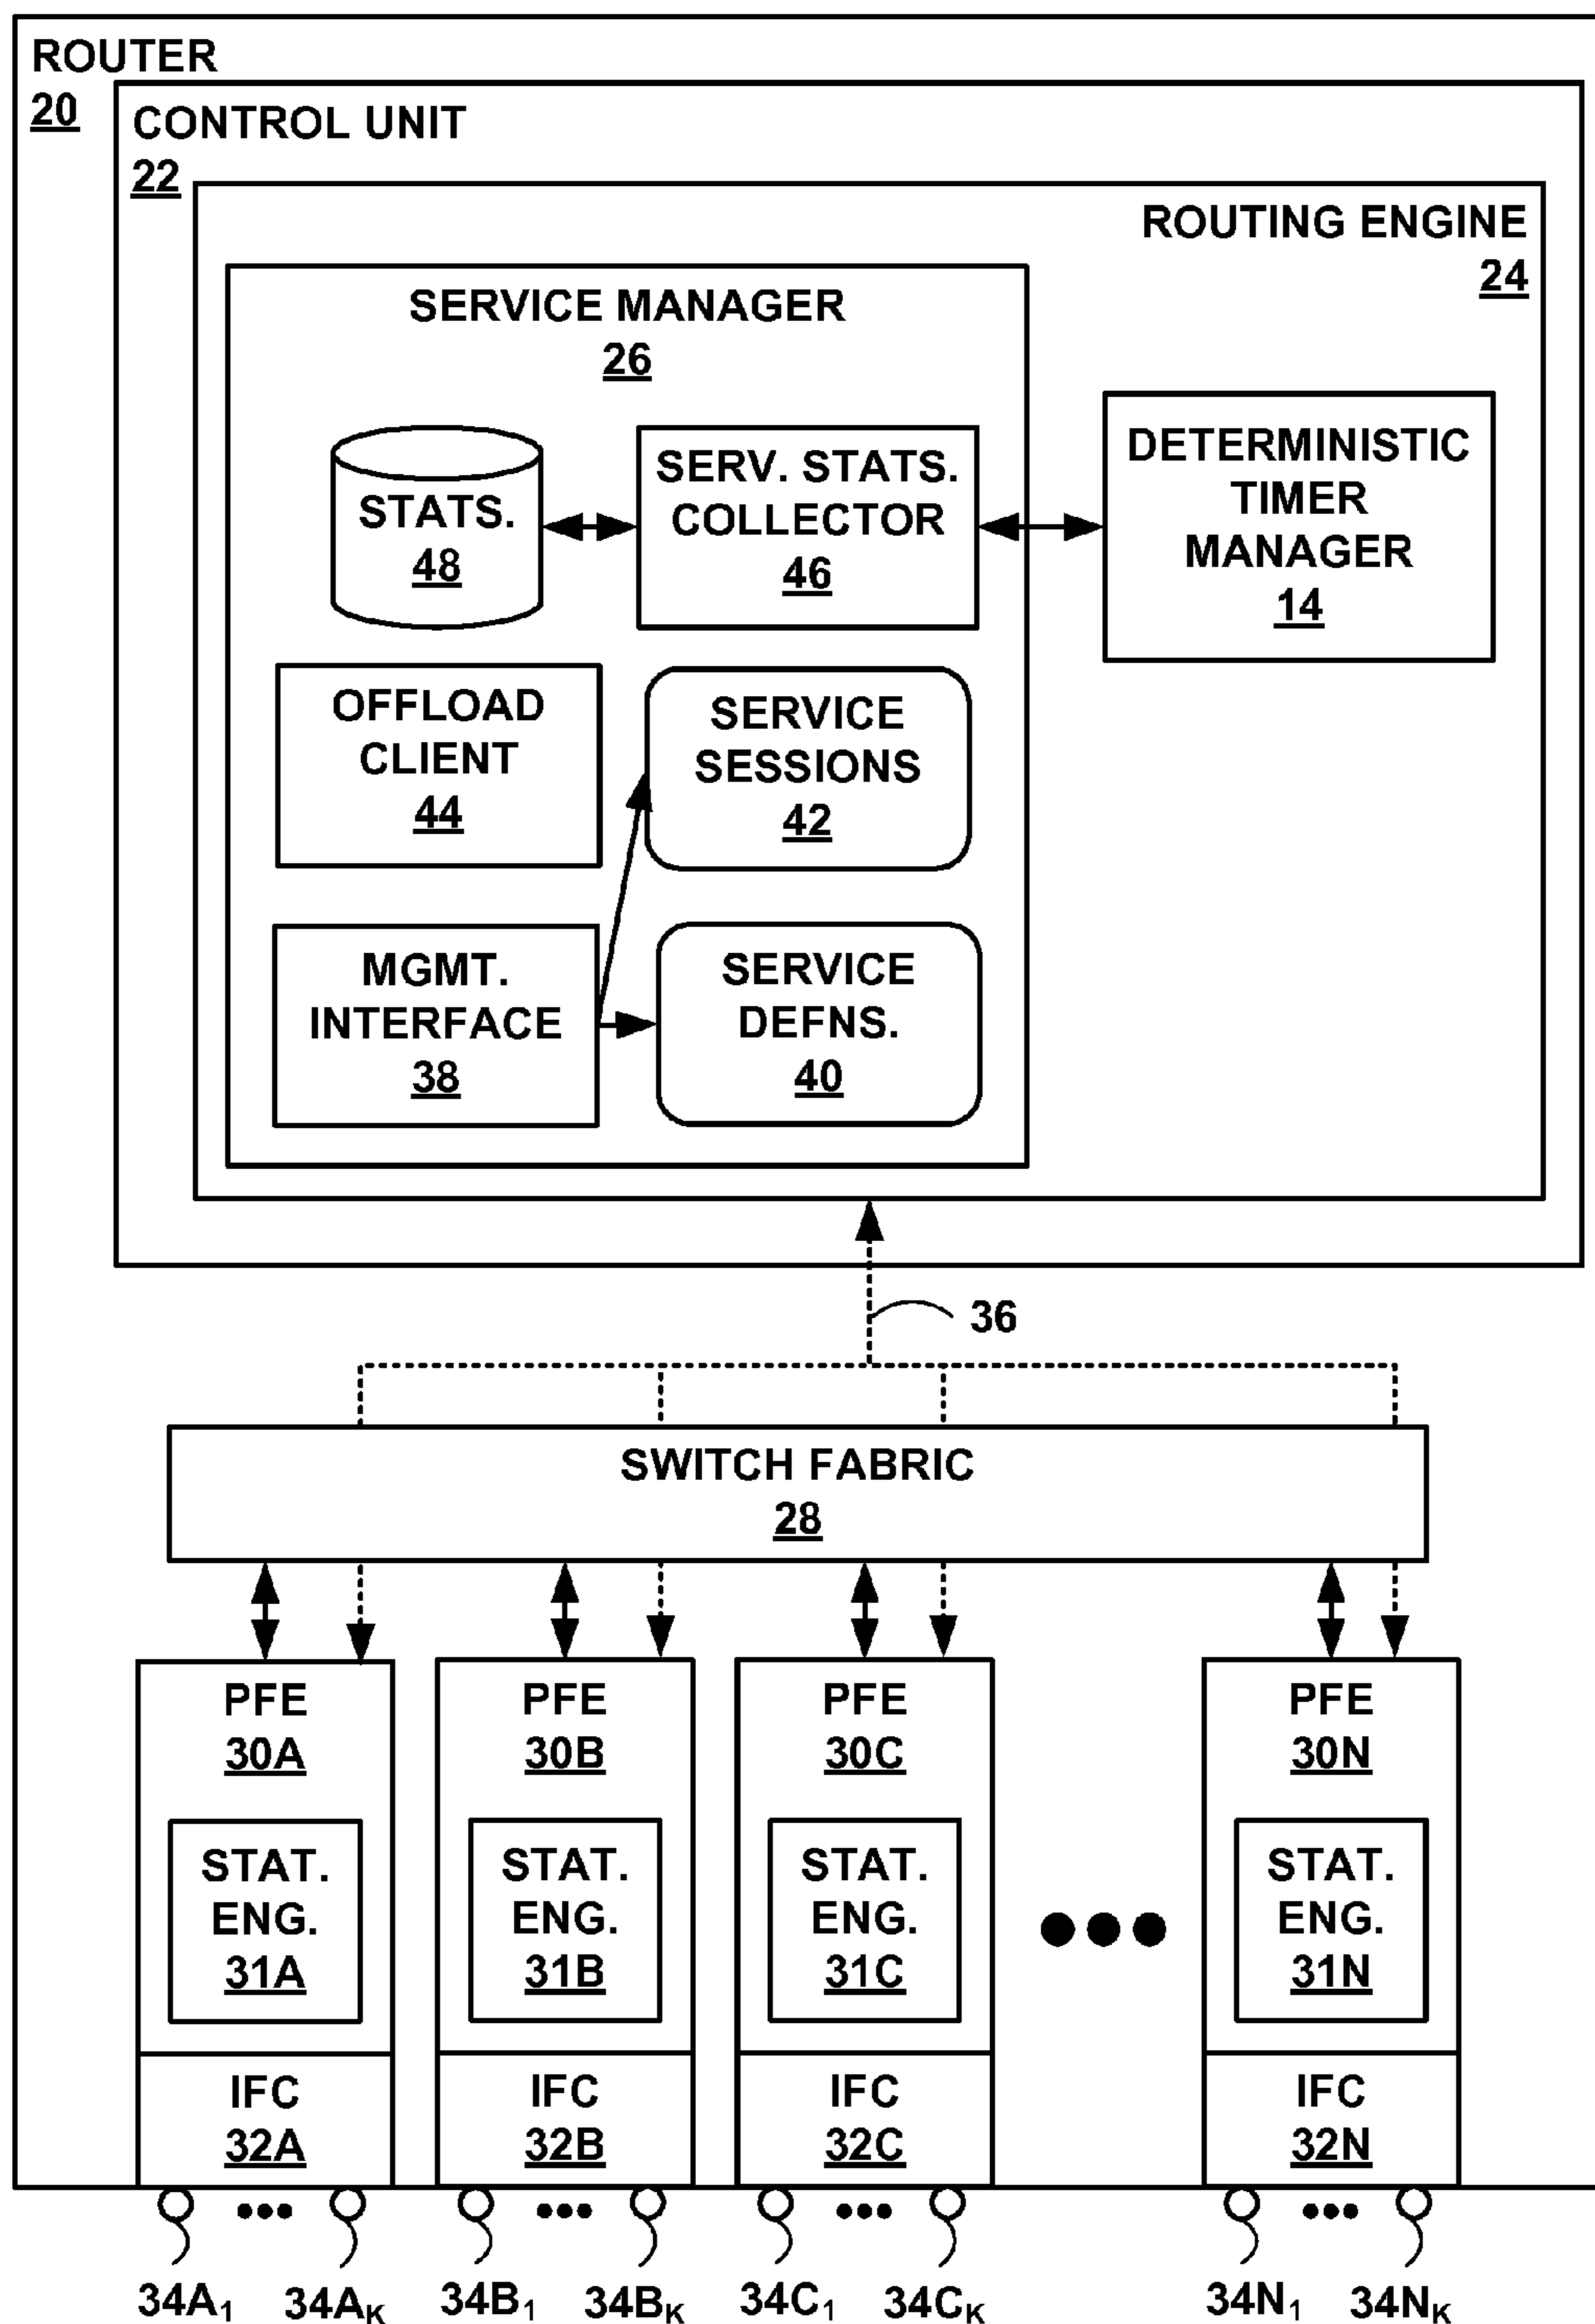 ROUTER
20
CONTROL UNIT
22
ROUTING ENGINE
24
SERVICE MANAGER
26
STATS.
48
SERV. STATS.
COLLECTOR
46
DETERMINISTIC
TIMER
MANAGER
14
OFFLOAD
CLIENT
44
SERVICE
SESSIONS
42
MGMT.
INTERFACE
38
SERVICE
DEFNS.
40
36
SWITCH FABRIC
28
PFE
30A
STAT.
ENG.
31A
IFC
32A
PFE
30B
STAT.
ENG.
31B
IFC
32B
PFE
30C
STAT.
ENG.
31C
IFC
32C
PFE
30N
STAT.
ENG.
31N
IFC
32N
34A₁ 34Aₖ 34B₁ 34Bₖ 34C₁ 34Cₖ 34N₁ 34Nₖ